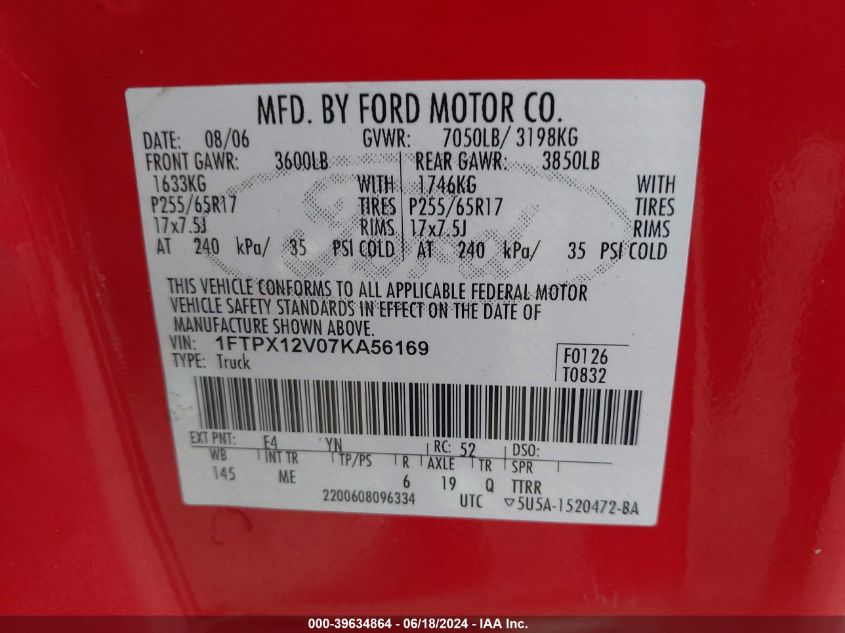 MFD. BY FORD MOTOR CO.
DATE: 08/06 GVWR: 7050LB/ 3198KG
FRONT GAWR: 3600LB REAR GAWR: 3850LB
1633KG WITH 1746KG WITH
P255/65R17 TIRES P255/65R17 TIRES
17x7.5J RIMS 17x7.5J RIMS
AT 240 kPa/ 35 PSI COLD AT 240 kPa/ 35 PSI COLD
THIS VEHICLE CONFORMS TO ALL APPLICABLE FEDERAL MOTOR
VEHICLE SAFETY STANDARDS IN EFFECT ON THE DATE OF
MANUFACTURE SHOWN ABOVE.
VIN: 1FTPX12V07KA56169 F0126
TYPE: Truck T0832
EXT PNT: E4 YN RC: 52 DSO:
WB INT TR TP/PS R AXLE TR SPR
145 ME 6 19 Q TTRR
2200608096334 UTC ▽5U5A-1520472-BA
000-39634864 - 06/18/2024 - IAA Inc.